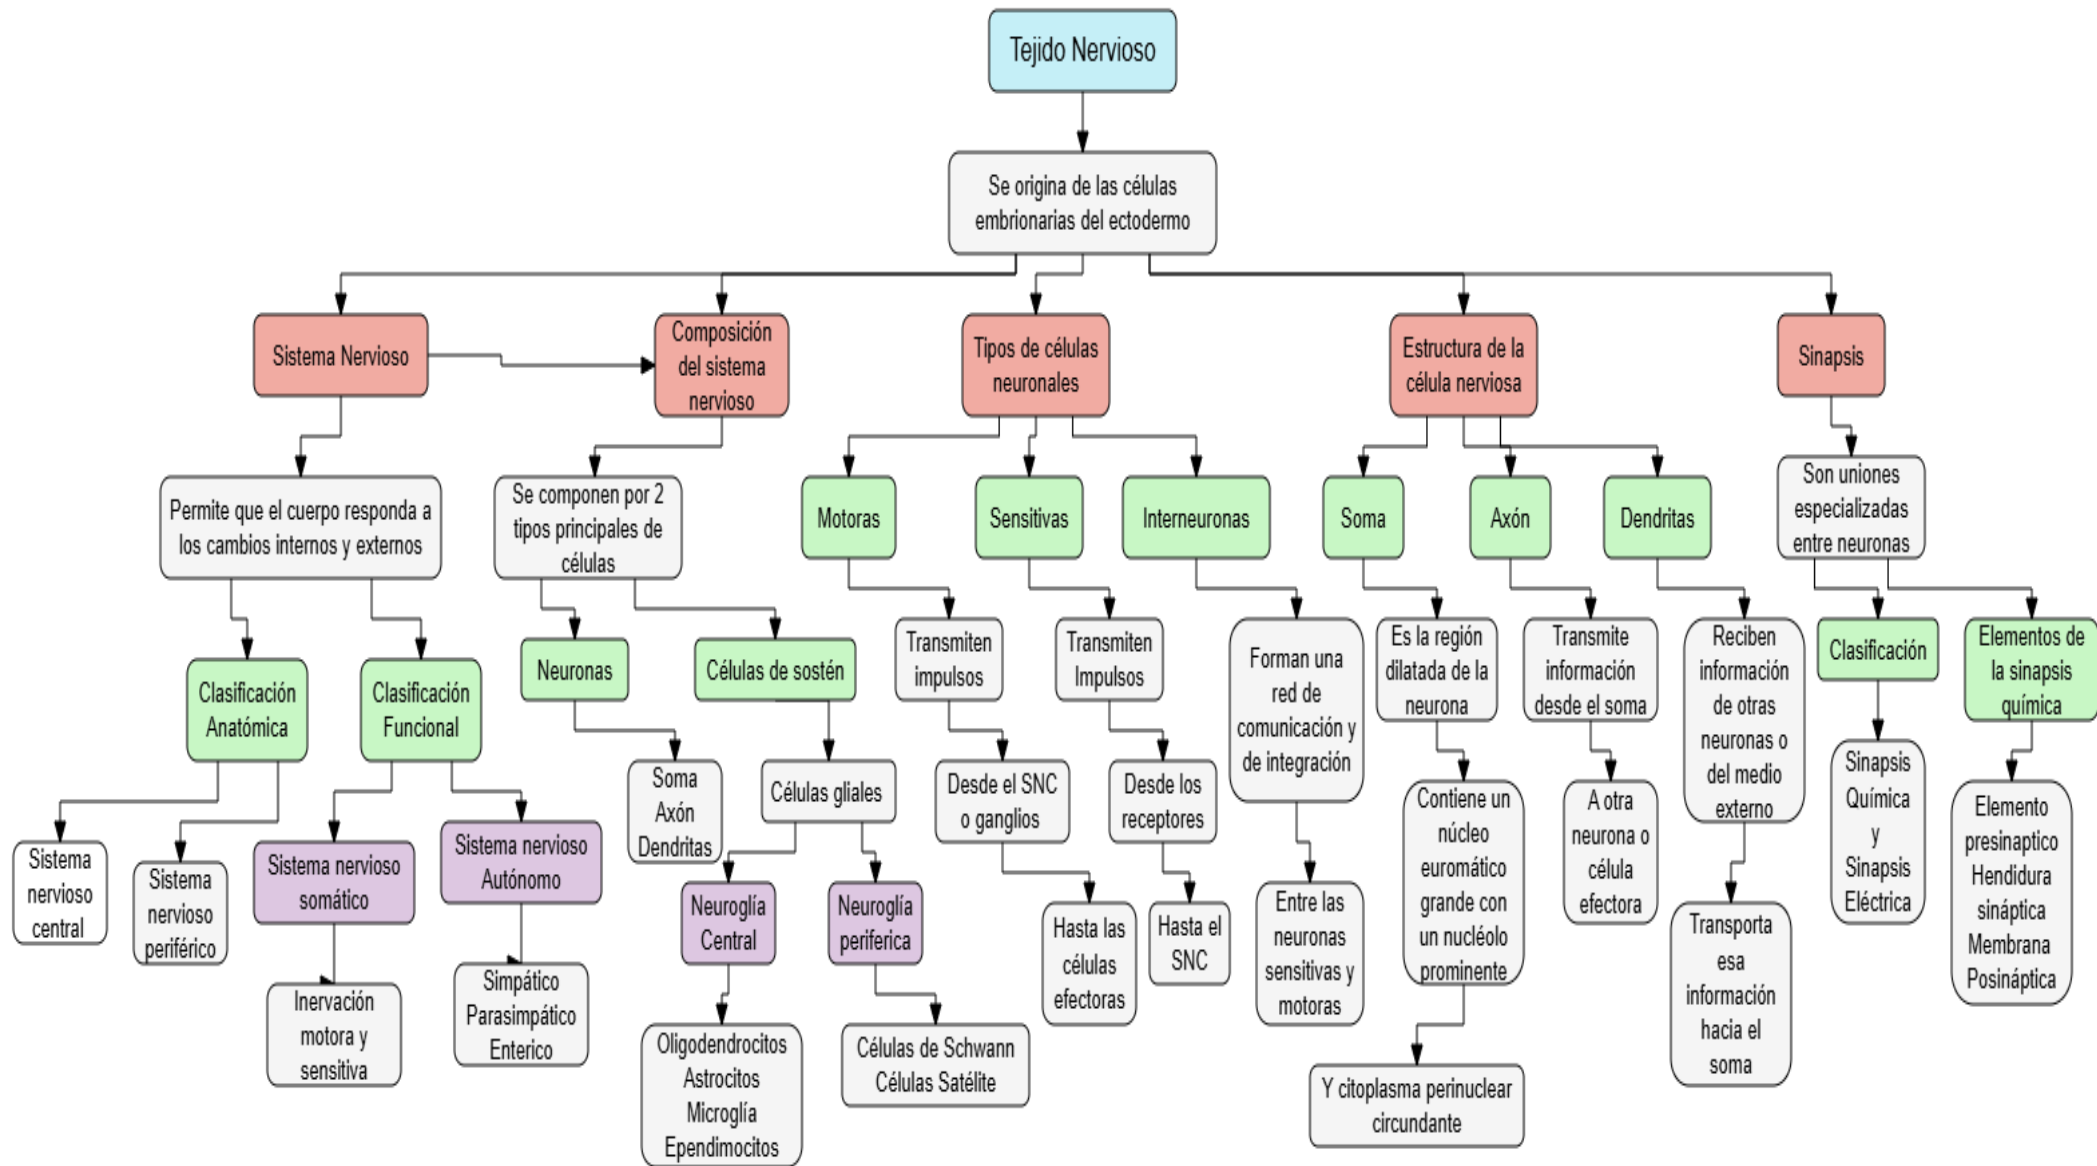 Tejido Nervioso
Se origina de las células
embrionarias del ectodermo
Sistema Nervioso
Composición
del sistema
nervioso
Tipos de células
neuronales
Estructura de la
célula nerviosa
Sinapsis
Permite que el cuerpo responda a
los cambios internos y externos
Se componen por 2
tipos principales de
células
Motoras
Sensitivas
Interneuronas
Soma
Axón
Dendritas
Son uniones
especializadas
entre neuronas
Clasificación
Anatómica
Clasificación
Funcional
Neuronas
Células de sostén
Transmiten
impulsos
Transmiten
Impulsos
Forman una
red de
comunicación y
de integración
Es la región
dilatada de la
neurona
Transmite
información
desde el soma
Reciben
información
de otras
neuronas o
del medio
externo
Clasificación
Elementos de
la sinapsis
química
Sistema
nervioso
central
Sistema
nervioso
periférico
Sistema nervioso
somático
Sistema nervioso
Autónomo
Soma
Axón
Dendritas
Células gliales
Desde el SNC
o ganglios
Desde los
receptores
Contiene un
núcleo
euromático
grande con
un nucléolo
prominente
A otra
neurona o
célula
efectora
Sinapsis
Química
y
Sinapsis
Eléctrica
Elemento
presinaptico
Hendidura
sináptica
Membrana
Posináptica
Inervación
motora y
sensitiva
Simpático
Parasimpático
Enterico
Neuroglía
Central
Neuroglía
periferica
Hasta las
células
efectoras
Hasta el
SNC
Entre las
neuronas
sensitivas y
motoras
Transporta
esa
información
hacia el
soma
Oligodendrocitos
Astrocitos
Microglía
Ependimocitos
Células de Schwann
Células Satélite
Y citoplasma perinuclear
circundante